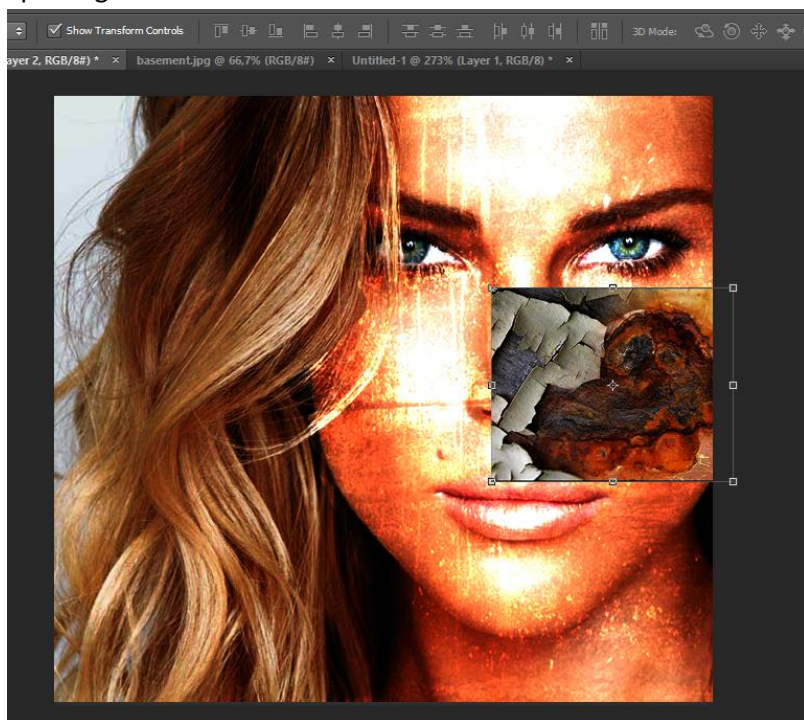 Show Transform Controls 3D Mode:
ayer 2, RGB/8#) * × basement.jpg @ 66,7% (RGB/8#) × Untitled-1 @ 273% (Layer 1, RGB/8) * ×